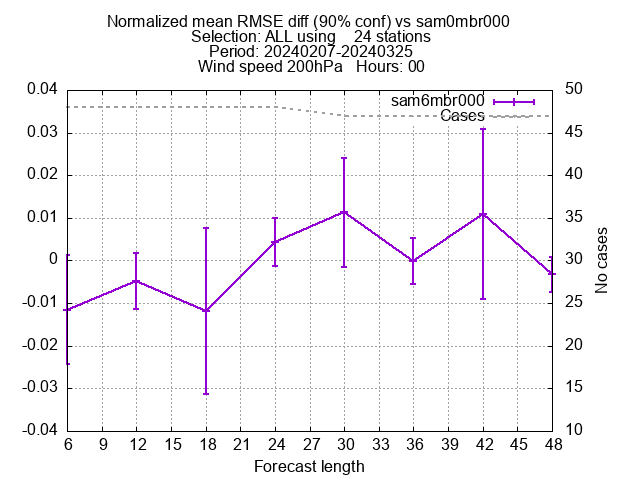 Normalized mean RMSE diff (90% conf) vs sam0mbr000
Selection: ALL using    24 stations
Period: 20240207-20240325
Wind speed 200hPa   Hours: 00
0.04
0.03
0.02
0.01
0
-0.01
-0.02
-0.03
-0.04
sam6mbr000
Cases
50
45
40
35
30
25
20
15
10
No cases
6 9 12 15 18 21 24 27 30 33 36 39 42 45 48
Forecast length